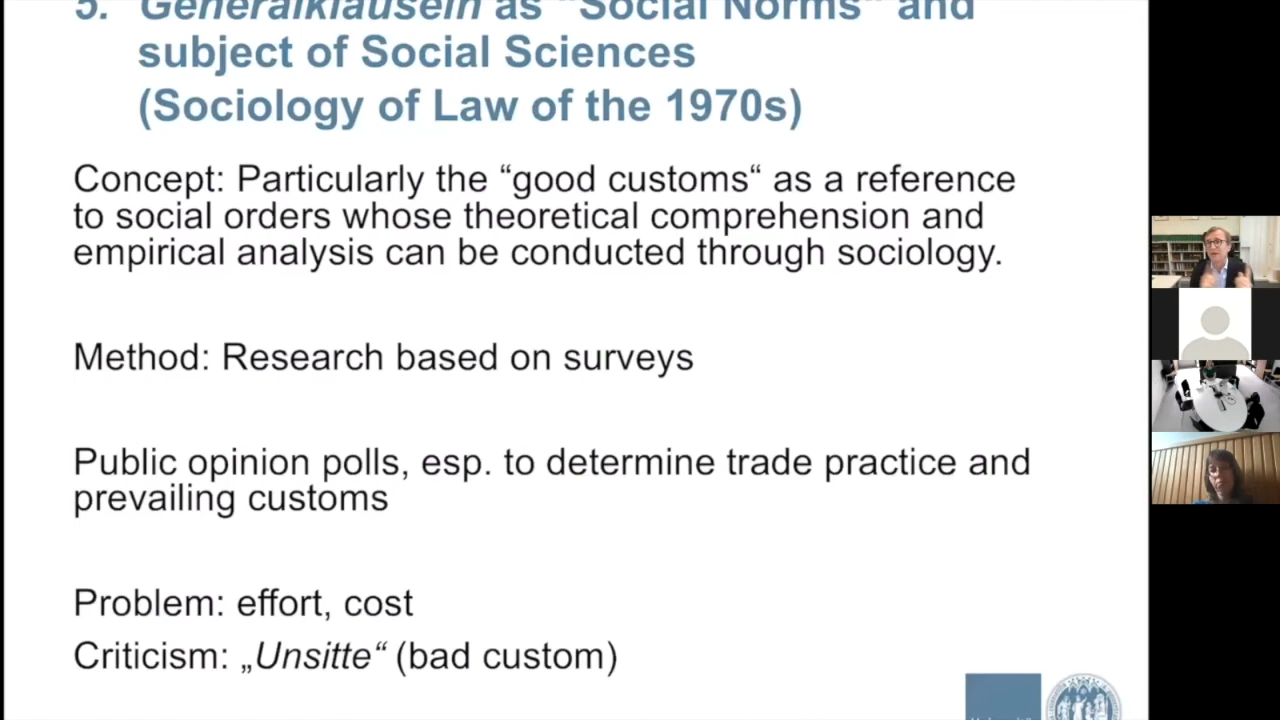 5. Generalklauseln as "Social Norms" and
subject of Social Sciences
(Sociology of Law of the 1970s)
Concept: Particularly the “good customs“ as a reference
to social orders whose theoretical comprehension and
empirical analysis can be conducted through sociology.
Method: Research based on surveys
Public opinion polls, esp. to determine trade practice and
prevailing customs
Problem: effort, cost
Criticism: „Unsitte“ (bad custom)